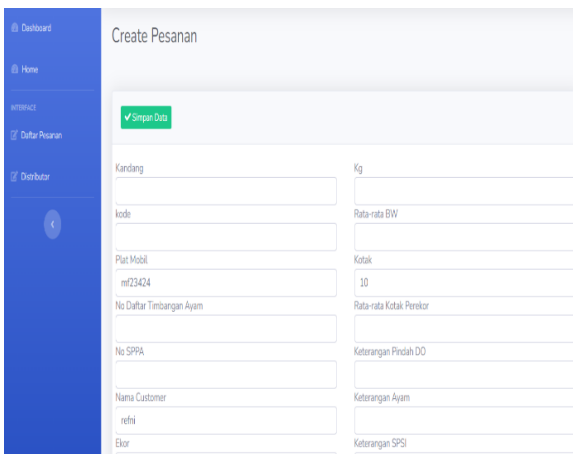 Dashboard
Home
INTERFACE
Daftar Pesanan
Distributor
Create Pesanan
Simpan Data
Kandang
Kg
kode
Rata-rata BW
Plat Mobil
Kotak
mf23424
10
No Daftar Timbangan Ayam
Rata-rata Kotak Perekor
No SPPA
Keterangan Pindah DO
Nama Customer
Keterangan Ayam
refni
Ekor
Keterangan SPSI